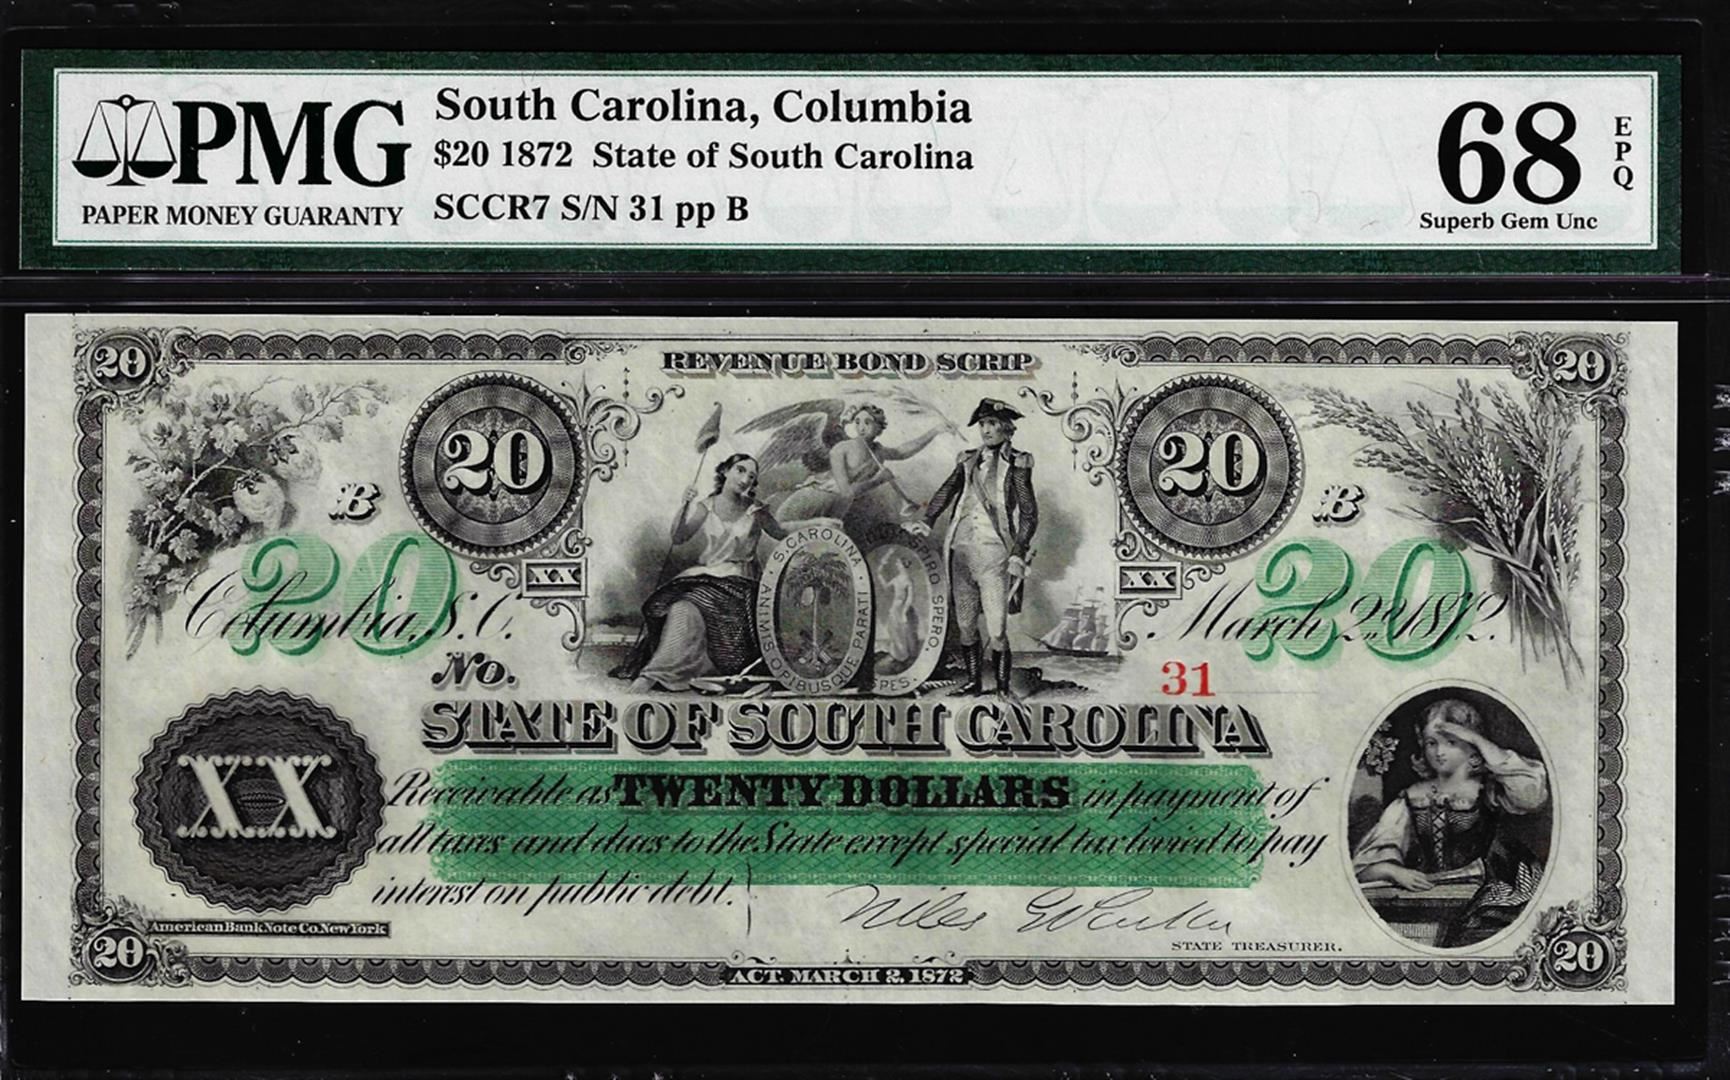 PMG
PAPER MONEY GUARANTY
South Carolina, Columbia
$20 1872 State of South Carolina
SCCR7 S/N 31 pp B
68
EPQ
Superb Gem Unc
20 REVENUE BOND SCRIP 20
20 20
B B
20 20
XX XX
S. CAROLINA. ANIMIS OPIBUSQUE PARATI
SPERO. SPES
Columbia, S.C. March 2nd 1872.
No. 31
STATE OF SOUTH CAROLINA
XX
Receivable as TWENTY DOLLARS in payment of
all taxes and dues to the State except special tax levied to pay
interest on public debt.
Niles G Parker
American Bank Note Co. New York
STATE TREASURER.
20 ACT. MARCH 2, 1872 20